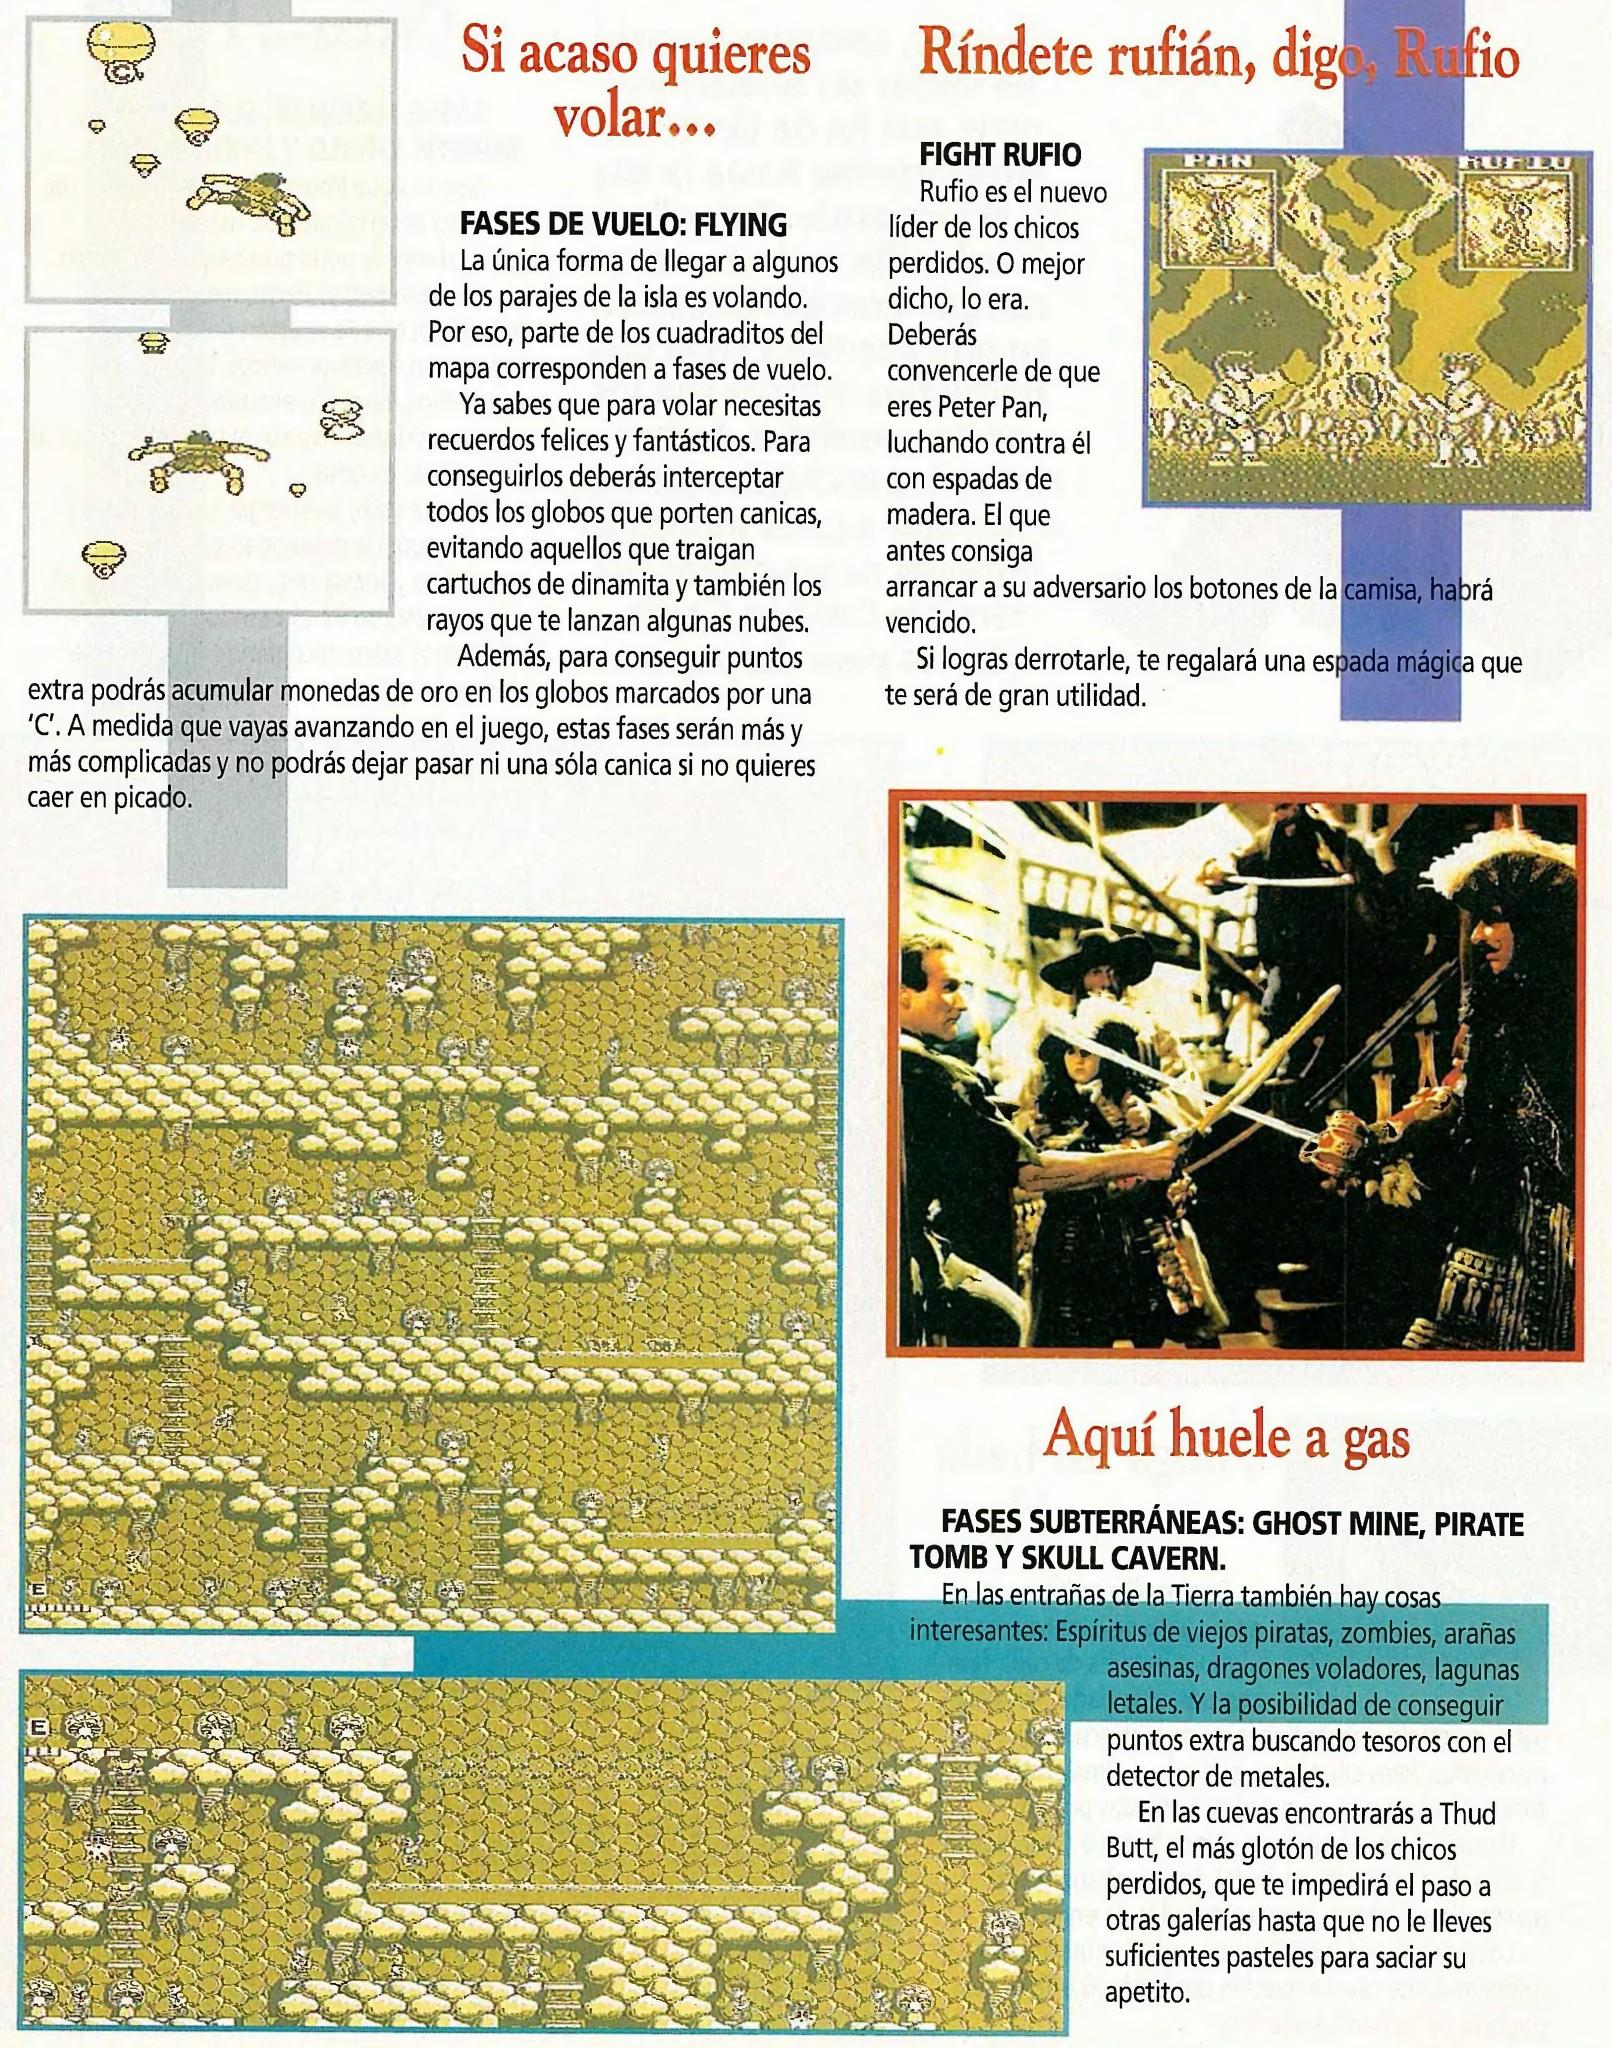 Si acaso quieres
volar...
FASES DE VUELO: FLYING
La única forma de llegar a algunos
de los parajes de la isla es volando.
Por eso, parte de los cuadraditos del
mapa corresponden a fases de vuelo.
Ya sabes que para volar necesitas
recuerdos felices y fantásticos. Para
conseguirlos deberás interceptar
todos los globos que porten canicas,
evitando aquellos que traigan
cartuchos de dinamita y también los
rayos que te lanzan algunas nubes.
Además, para conseguir puntos
extra podrás acumular monedas de oro en los globos marcados por una
'C'. A medida que vayas avanzando en el juego, estas fases serán más y
más complicadas y no podrás dejar pasar ni una sóla canica si no quieres
caer en picado.
Ríndete rufián, digo, Rufio
FIGHT RUFIO
Rufio es el nuevo
líder de los chicos
perdidos. O mejor
dicho, lo era.
Deberás
convencerle de que
eres Peter Pan,
luchando contra él
con espadas de
madera. El que
antes consiga
arrancar a su adversario los botones de la camisa, habrá
vencido.
Si logras derrotarle, te regalará una espada mágica que
te será de gran utilidad.
PAN
RUFIO
C
Aquí huele a gas
FASES SUBTERRÁNEAS: GHOST MINE, PIRATE
TOMB Y SKULL CAVERN.
En las entrañas de la Tierra también hay cosas
interesantes: Espíritus de viejos piratas, zombies, arañas
asesinas, dragones voladores, lagunas
letales. Y la posibilidad de conseguir
puntos extra buscando tesoros con el
detector de metales.
En las cuevas encontrarás a Thud
Butt, el más glotón de los chicos
perdidos, que te impedirá el paso a
otras galerías hasta que no le lleves
suficientes pasteles para saciar su
apetito.
E
E